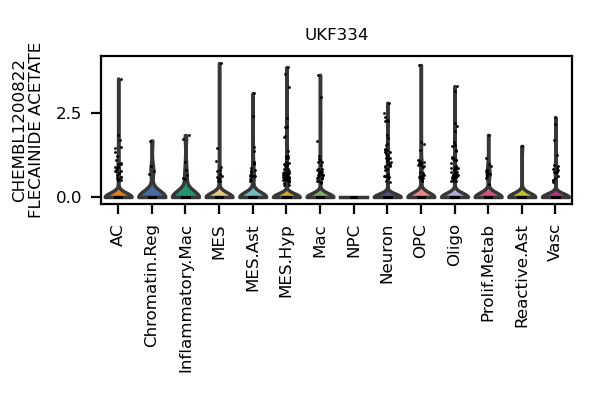 UKF334
CHEMBL1200822
FLECAINIDE ACETATE
2.5
0.0
AC
Chromatin.Reg
Inflammatory.Mac
MES
MES.Ast
MES.Hyp
Mac
NPC
Neuron
OPC
Oligo
Prolif.Metab
Reactive.Ast
Vasc